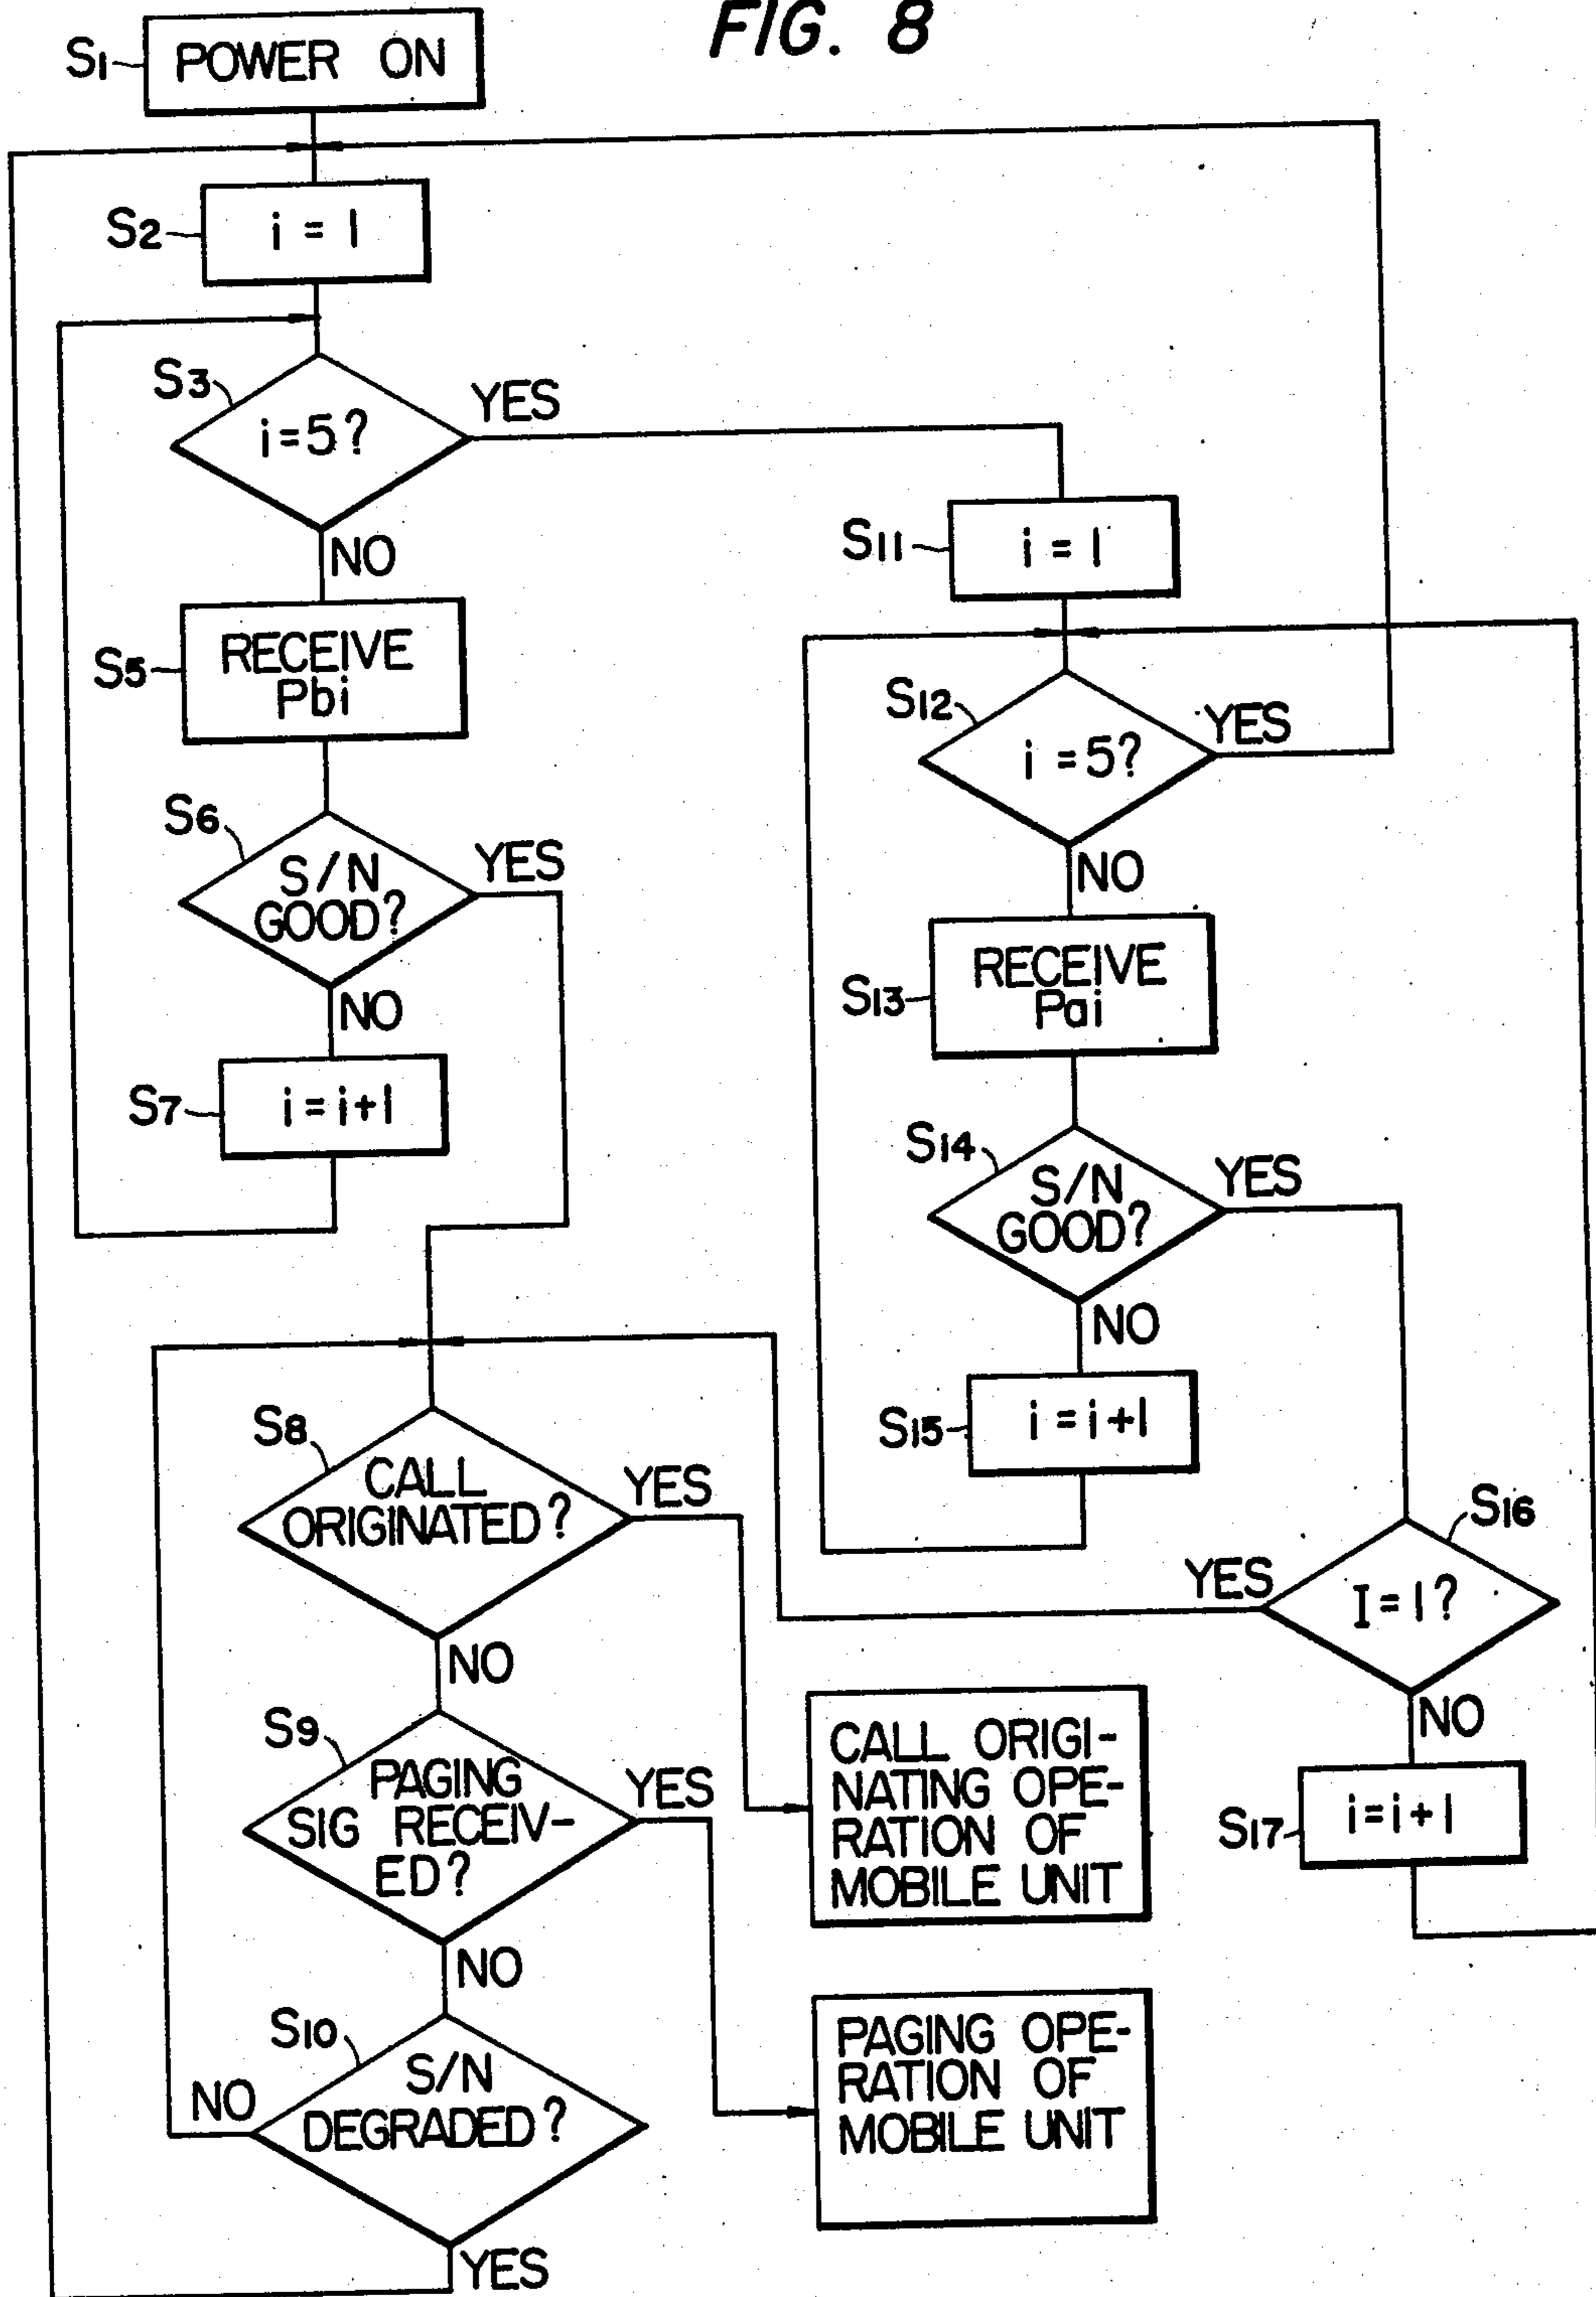 FIG. 8
S1
POWER ON
S2
i = 1
S3
i=5?
YES
NO
S5
RECEIVE
Pbi
S6
S/N
GOOD?
YES
NO
S7
i=i+1
S11
i = 1
S12
i =5?
YES
NO
S13
RECEIVE
Pai
S14
S/N
GOOD?
YES
NO
S15
i =i+1
S16
I=1?
YES
NO
S17
i=i+1
S8
CALL
ORIGINATED?
YES
NO
CALL ORIGI-
NATING OPE-
RATION OF
MOBILE UNIT
S9
PAGING
SIG RECEIV-
ED?
YES
NO
PAGING OPE-
RATION OF
MOBILE UNIT
S10
S/N
DEGRADED?
NO
YES